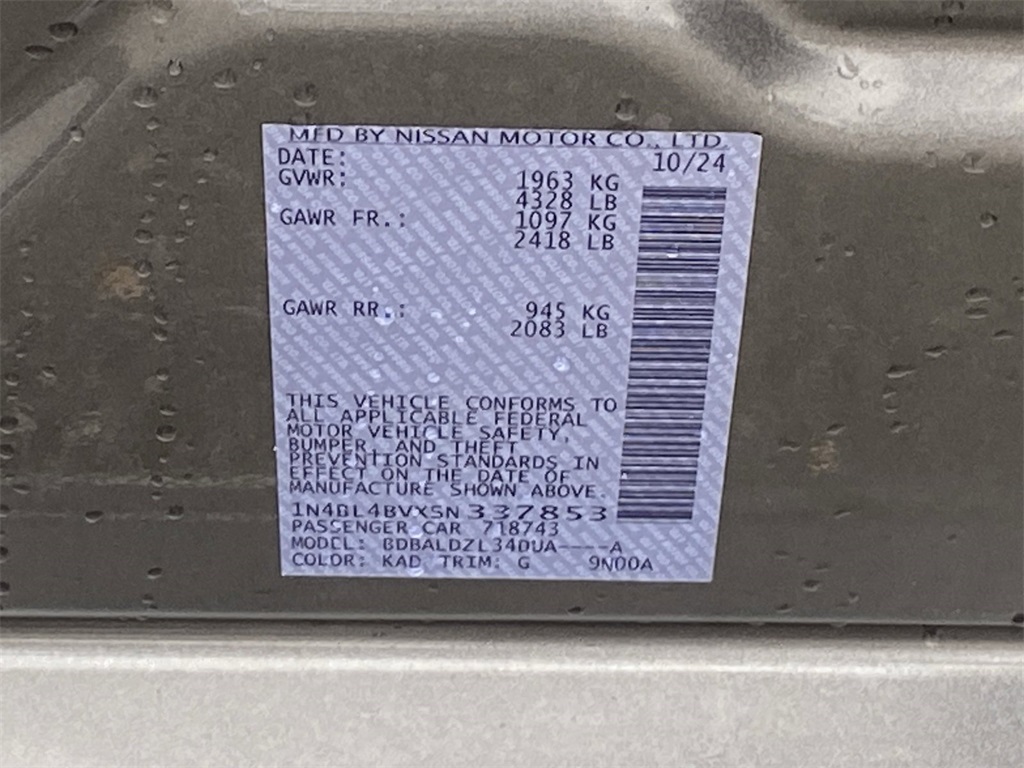 MFD BY NISSAN MOTOR CO., LTD.
DATE: 10/24
GVWR: 1963 KG
4328 LB
GAWR FR.: 1097 KG
2418 LB
GAWR RR.: 945 KG
2083 LB
THIS VEHICLE CONFORMS TO
ALL APPLICABLE FEDERAL
MOTOR VEHICLE SAFETY,
BUMPER, AND THEFT
PREVENTION STANDARDS IN
EFFECT ON THE DATE OF
MANUFACTURE SHOWN ABOVE.
1N4BL4BVXSN337853
PASSENGER CAR 718743
MODEL: BDBALDZL34DUA----A
COLOR: KAD TRIM: G 9N00A